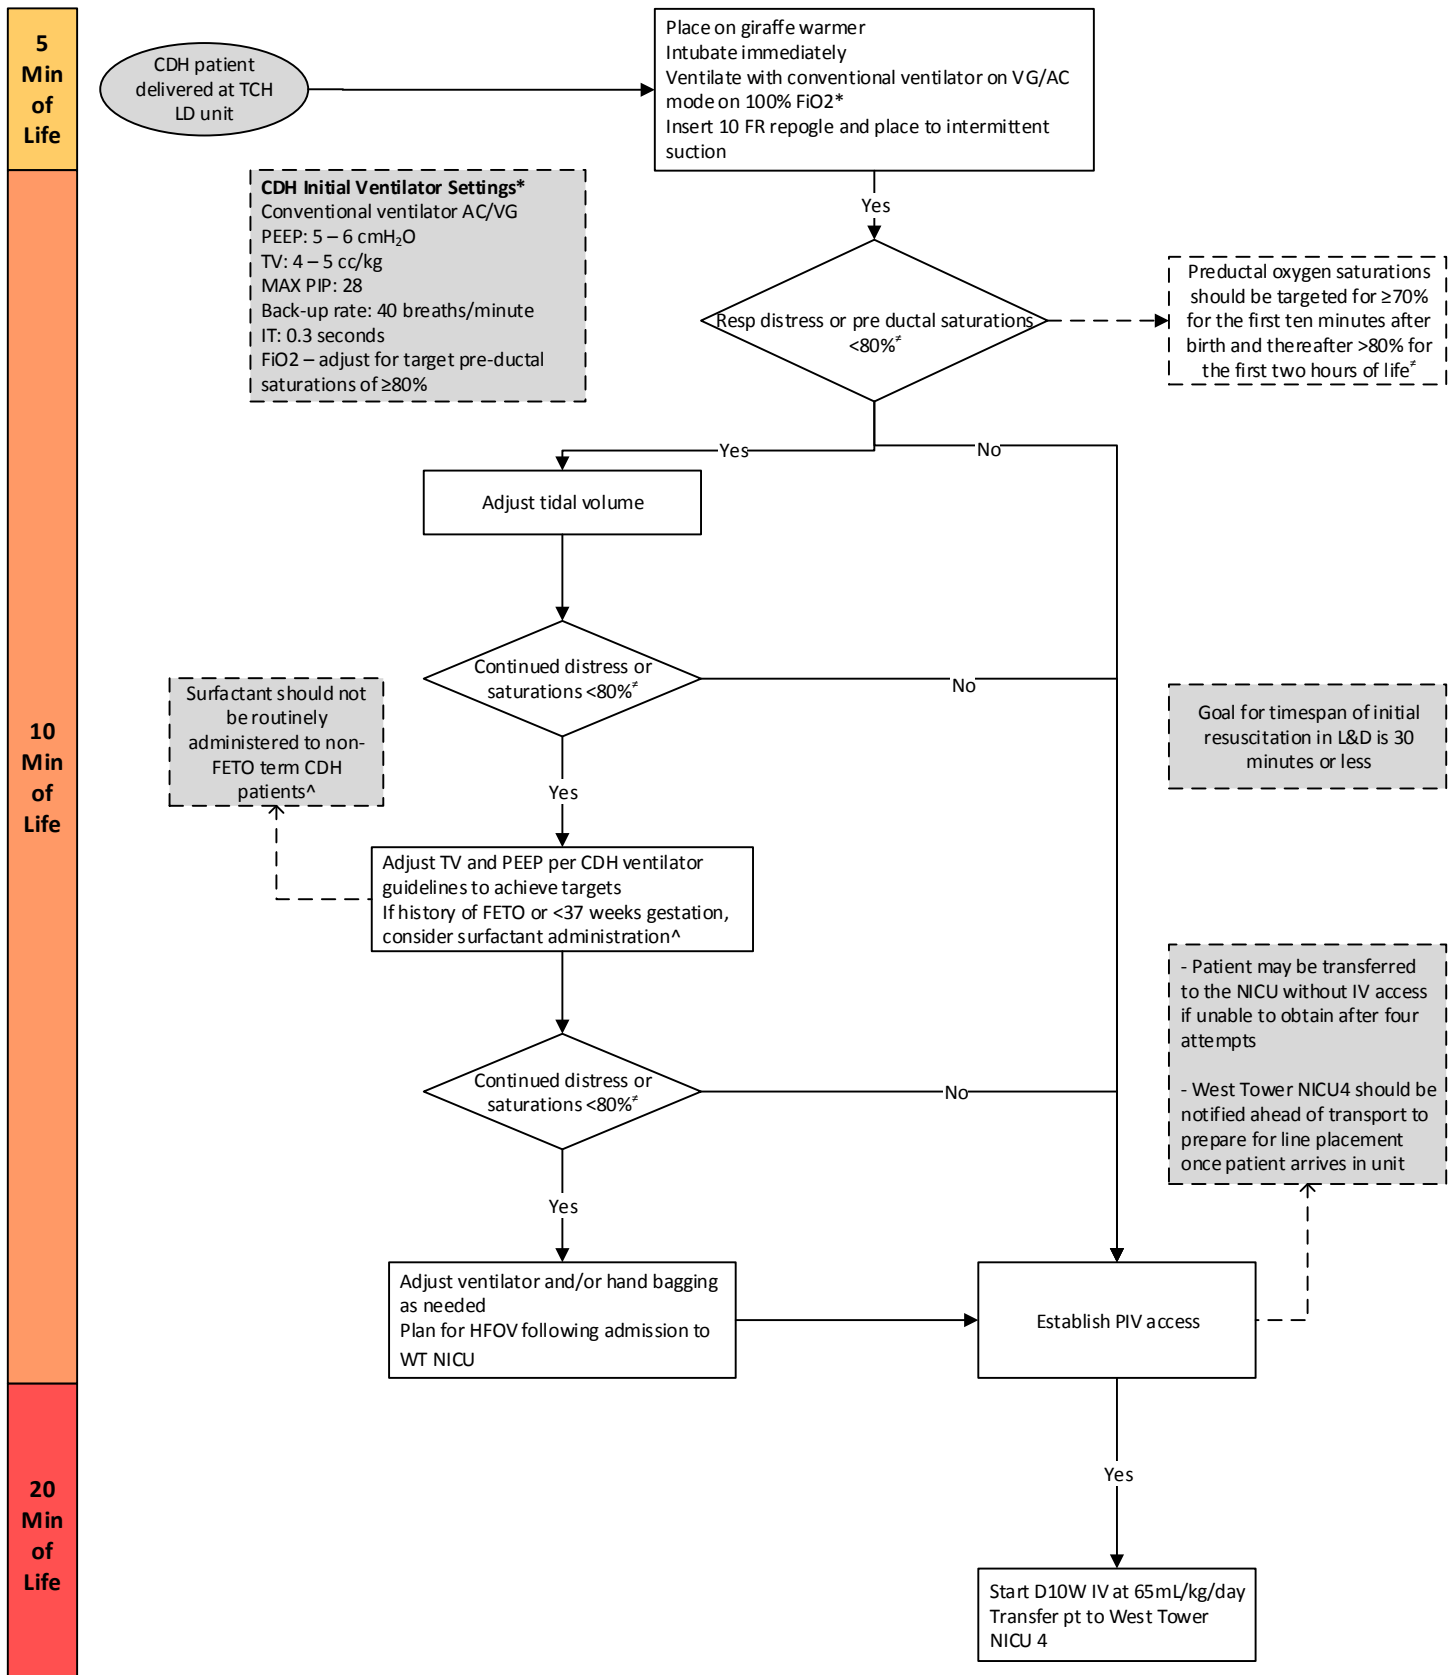 5
Min
of
Life
CDH patient
delivered at TCH
LD unit
Place on giraffe warmer
Intubate immediately
Ventilate with conventional ventilator on VG/AC
mode on 100% FiO2*
Insert 10 FR repogle and place to intermittent
suction
10
Min
of
Life
CDH Initial Ventilator Settings*
Conventional ventilator AC/VG
PEEP: 5 – 6 cmH₂O
TV: 4 – 5 cc/kg
MAX PIP: 28
Back-up rate: 40 breaths/minute
IT: 0.3 seconds
FiO2 – adjust for target pre-ductal
saturations of ≥80%
Yes
Resp distress or pre ductal saturations
<80%≠
Preductal oxygen saturations
should be targeted for ≥70%
for the first ten minutes after
birth and thereafter >80% for
the first two hours of life≠
Yes
No
Adjust tidal volume
Continued distress or
saturations <80%≠
No
Surfactant should not
be routinely
administered to non-
FETO term CDH
patients^
Goal for timespan of initial
resuscitation in L&D is 30
minutes or less
Yes
Adjust TV and PEEP per CDH ventilator
guidelines to achieve targets
If history of FETO or <37 weeks gestation,
consider surfactant administration^
- Patient may be transferred
to the NICU without IV access
if unable to obtain after four
attempts
- West Tower NICU4 should be
notified ahead of transport to
prepare for line placement
once patient arrives in unit
Continued distress or
saturations <80%≠
No
Yes
Adjust ventilator and/or hand bagging
as needed
Plan for HFOV following admission to
WT NICU
Establish PIV access
20
Min
of
Life
Yes
Start D10W IV at 65mL/kg/day
Transfer pt to West Tower
NICU 4